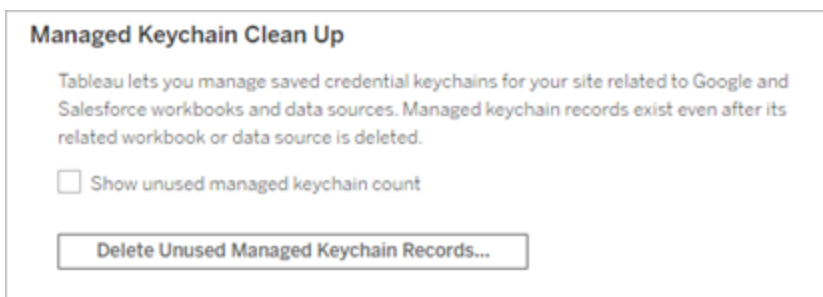 Managed Keychain Clean Up
Tableau lets you manage saved credential keychains for your site related to Google and
Salesforce workbooks and data sources. Managed keychain records exist even after its
related workbook or data source is deleted.
Show unused managed keychain count
Delete Unused Managed Keychain Records...